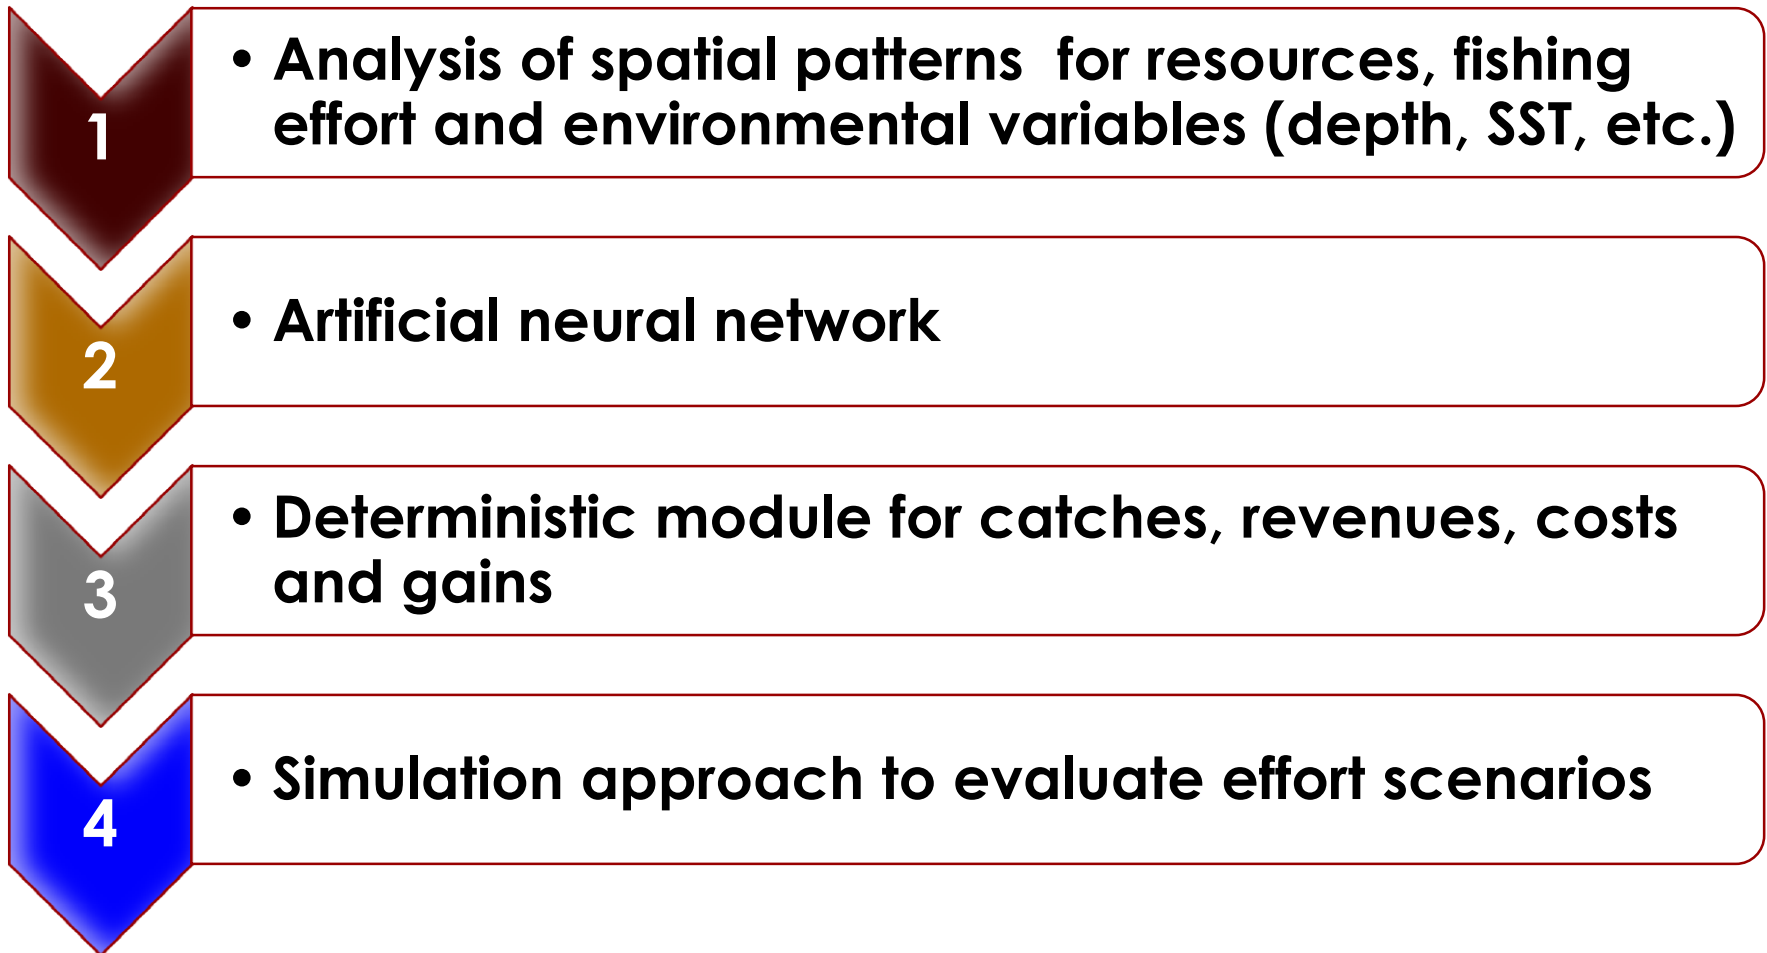 1
• Analysis of spatial patterns for resources, fishing
effort and environmental variables (depth, SST, etc.)
2
• Artificial neural network
3
• Deterministic module for catches, revenues, costs
and gains
4
• Simulation approach to evaluate effort scenarios